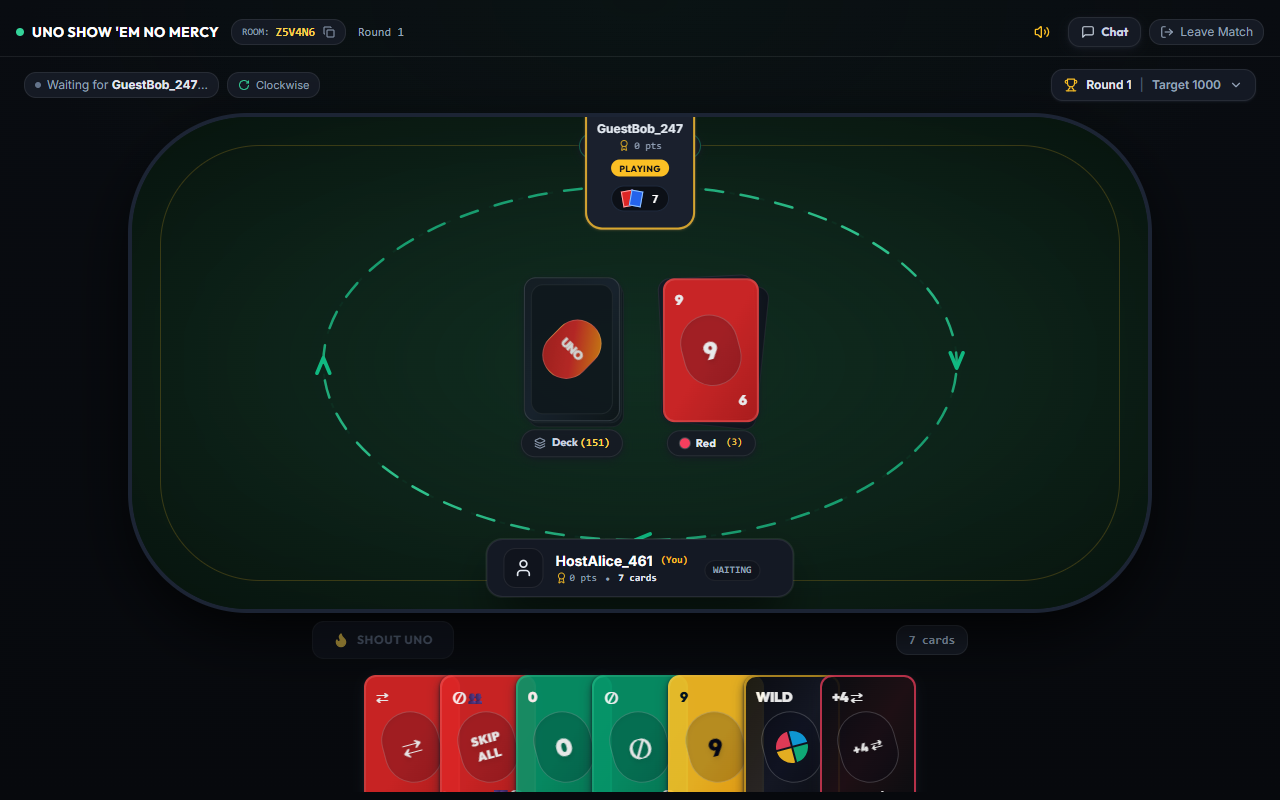 UNO SHOW 'EM NO MERCY
ROOM: Z5V4N6
Round 1
Chat
Leave Match
Waiting for GuestBob_247...
Clockwise
Round 1
Target 1000
GuestBob_247
0 pts
PLAYING
7
UNO
9
9
9
Deck (151)
Red (3)
HostAlice_461 (You)
0 pts • 7 cards
WAITING
SHOUT UNO
7 cards
0
9
WILD
+4
SKIP
ALL
0
9
+4